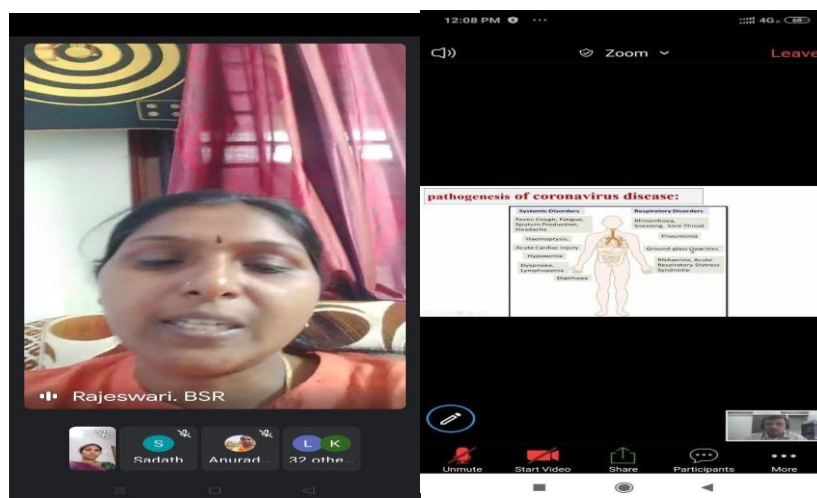 Rajeswari. BSR
S
L K
Sadath
Anurad...
32 othe...
12:08 PM ...
4G 68
Zoom
Leave
pathogenesis of coronavirus disease:
Systemic Disorders
Fever, Cough, Fatigue,
Sputum Production,
Headache
Haemoptysis,
Acute Cardiac Injury
Hypoxemia
Dyspnoea,
Lymphopenia
Diarrhoea
Respiratory Disorders
Rhinorrhoea,
Sneezing, Sore Throat
Pneumonia
Ground glass Opacities
RNAaemia, Acute
Respiratory Distress
Syndrome
Unmute
Start Video
Share
Participants
More